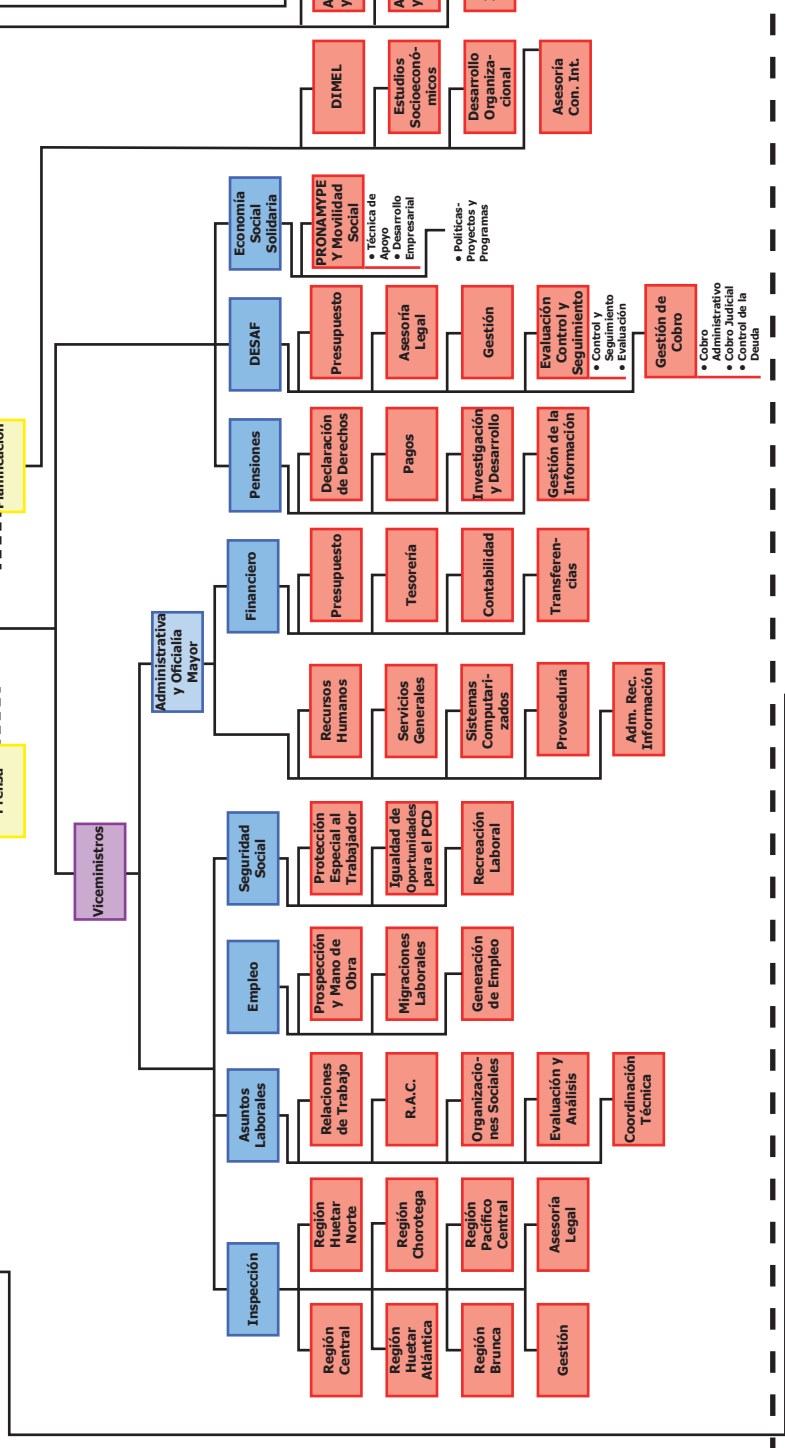 Prensa
Planificación
Viceministros
Administrativa
y Oficialía
Mayor
Inspección
Región
Central
Región
Huetar
Norte
Región
Huetar
Atlántica
Región
Chorotega
Región
Brunca
Región
Pacífico
Central
Gestión
Asesoría
Legal
Asuntos
Laborales
Relaciones
de Trabajo
R.A.C.
Organizacio-
nes Sociales
Evaluación y
Análisis
Coordinación
Técnica
Empleo
Prospección
y Mano de
Obra
Migraciones
Laborales
Generación
de Empleo
Seguridad
Social
Protección
Especial al
Trabajador
Igualdad de
Oportunidades
para el PCD
Recreación
Laboral
Recursos
Humanos
Servicios
Generales
Sistemas
Computari-
zados
Proveeduría
Adm. Rec.
Información
Financiero
Presupuesto
Tesorería
Contabilidad
Transferen-
cias
Pensiones
Declaración
de Derechos
Pagos
Investigación
y Desarrollo
Gestión de la
Información
DESAF
Presupuesto
Asesoría
Legal
Gestión
Evaluación
Control y
Seguimiento
• Control y
Seguimiento
• Evaluación
Gestión de
Cobro
• Cobro
Administrativo
• Cobro Judicial
• Control de la
Deuda
Economía
Social
Solidaria
PRONAMYPE
Y Movilidad
Social
• Técnica de
Apoyo
• Desarrollo
Empresarial
• Políticas-
Proyectos y
Programas
DIMEL
Estudios
Socioeconó-
micos
Desarrollo
Organiza-
cional
Asesoría
Con. Int.